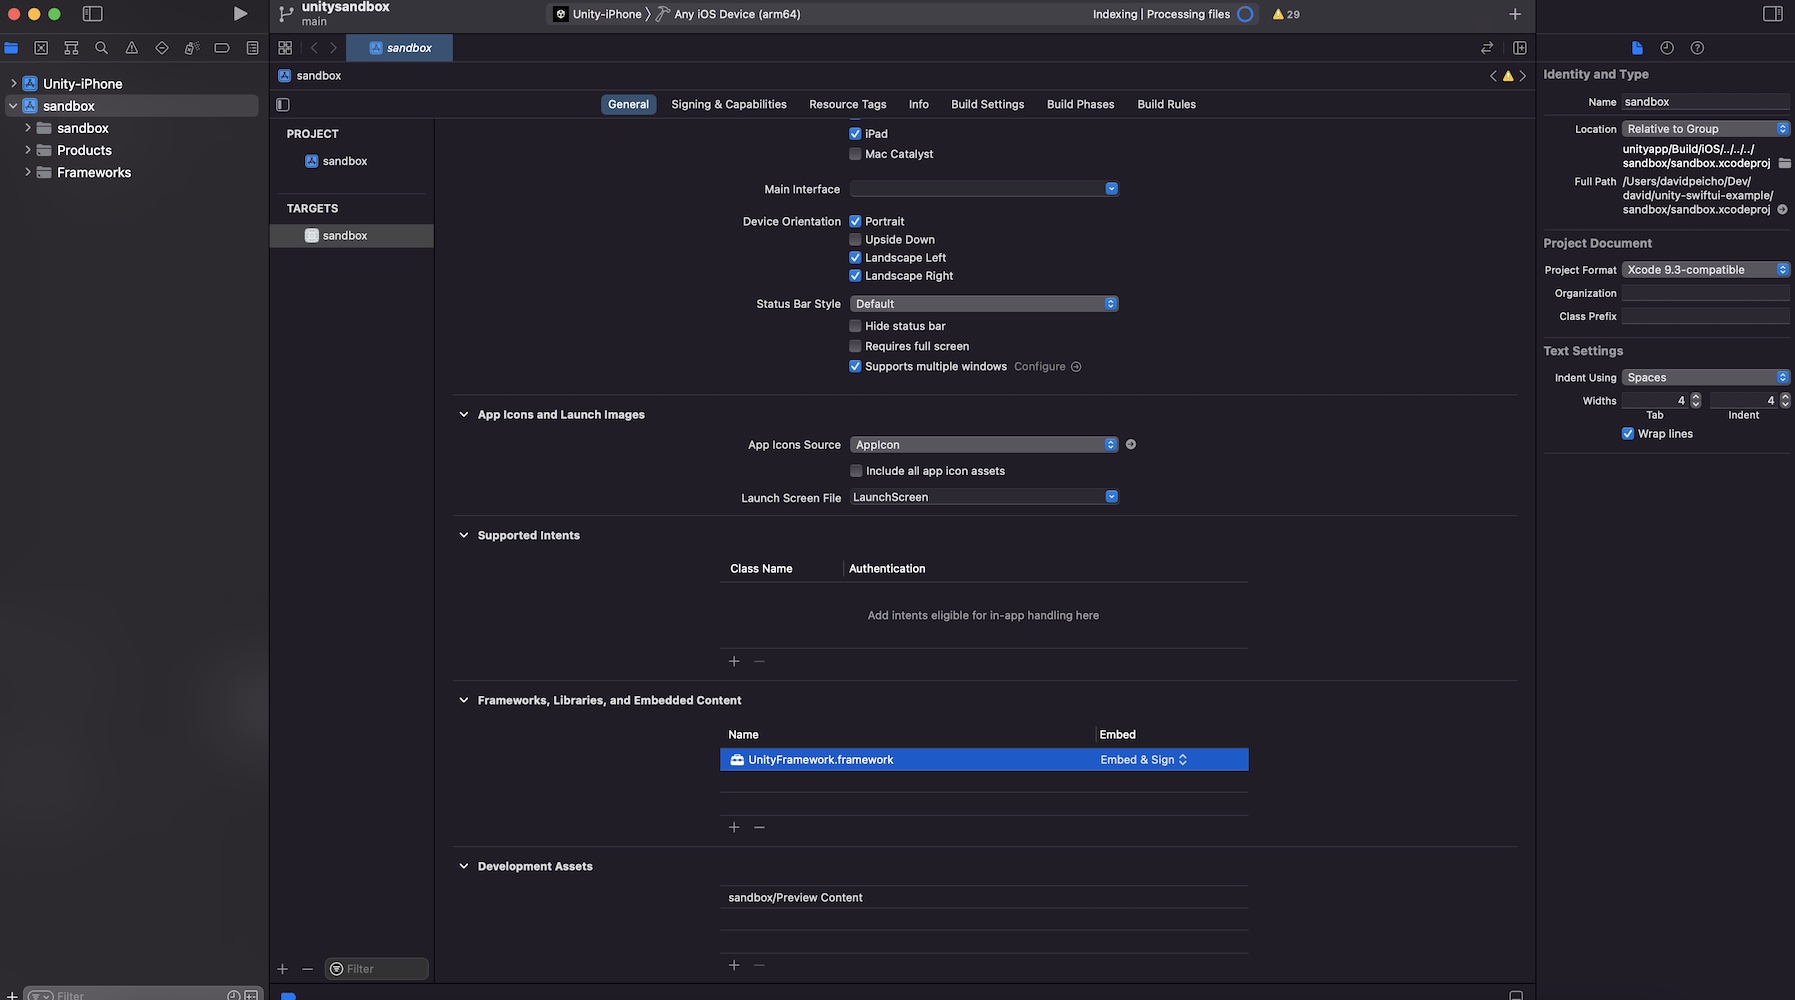 unitysandbox
main
Unity-iPhone
Any iOS Device (arm64)
Indexing | Processing files
29
sandbox
Unity-iPhone
sandbox
sandbox
Products
Frameworks
sandbox
General
Signing & Capabilities
Resource Tags
Info
Build Settings
Build Phases
Build Rules
PROJECT
sandbox
TARGETS
sandbox
iPad
Mac Catalyst
Main Interface
Device Orientation
Portrait
Upside Down
Landscape Left
Landscape Right
Status Bar Style
Default
Hide status bar
Requires full screen
Supports multiple windows
Configure
App Icons and Launch Images
App Icons Source
AppIcon
Include all app icon assets
Launch Screen File
LaunchScreen
Supported Intents
Class Name
Authentication
Add intents eligible for in-app handling here
Frameworks, Libraries, and Embedded Content
Name
Embed
UnityFramework.framework
Embed & Sign
Development Assets
sandbox/Preview Content
Filter
Filter
Identity and Type
Name
sandbox
Location
Relative to Group
unityapp/Build/iOS/../../../
sandbox/sandbox.xcodeproj
Full Path
/Users/davidpeicho/Dev/
david/unity-swiftui-example/
sandbox/sandbox.xcodeproj
Project Document
Project Format
Xcode 9.3-compatible
Organization
Class Prefix
Text Settings
Indent Using
Spaces
Widths
4
4
Tab
Indent
Wrap lines